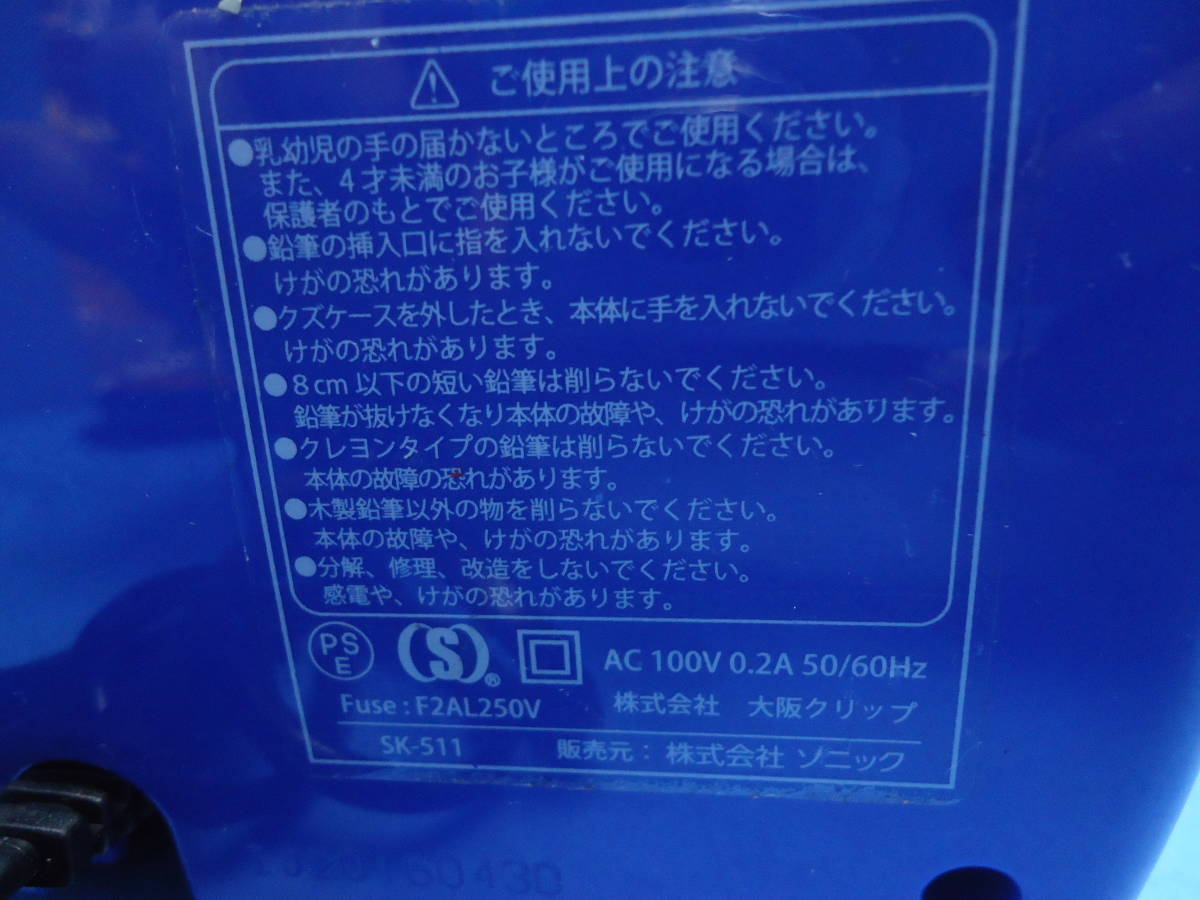 ご使用上の注意
●乳幼児の手の届かないところでご使用ください。
また、4才未満のお子様がご使用になる場合は、
保護者のもとでご使用ください。
●鉛筆の挿入口に指を入れないでください。
けがの恐れがあります。
●クズケースを外したとき、本体に手を入れないでください。
けがの恐れがあります。
●8cm以下の短い鉛筆は削らないでください。
鉛筆が抜けなくなり本体の故障や、けがの恐れがあります。
●クレヨンタイプの鉛筆は削らないでください。
本体の故障の恐れがあります。
●木製鉛筆以外の物を削らないでください。
本体の故障や、けがの恐れがあります。
●分解、修理、改造をしないでください。
感電や、けがの恐れがあります。
PS E (S)® AC 100V 0.2A 50/60Hz
Fuse : F2AL250V 株式会社 大阪クリップ
SK-511 販売元：株式会社 ソニック